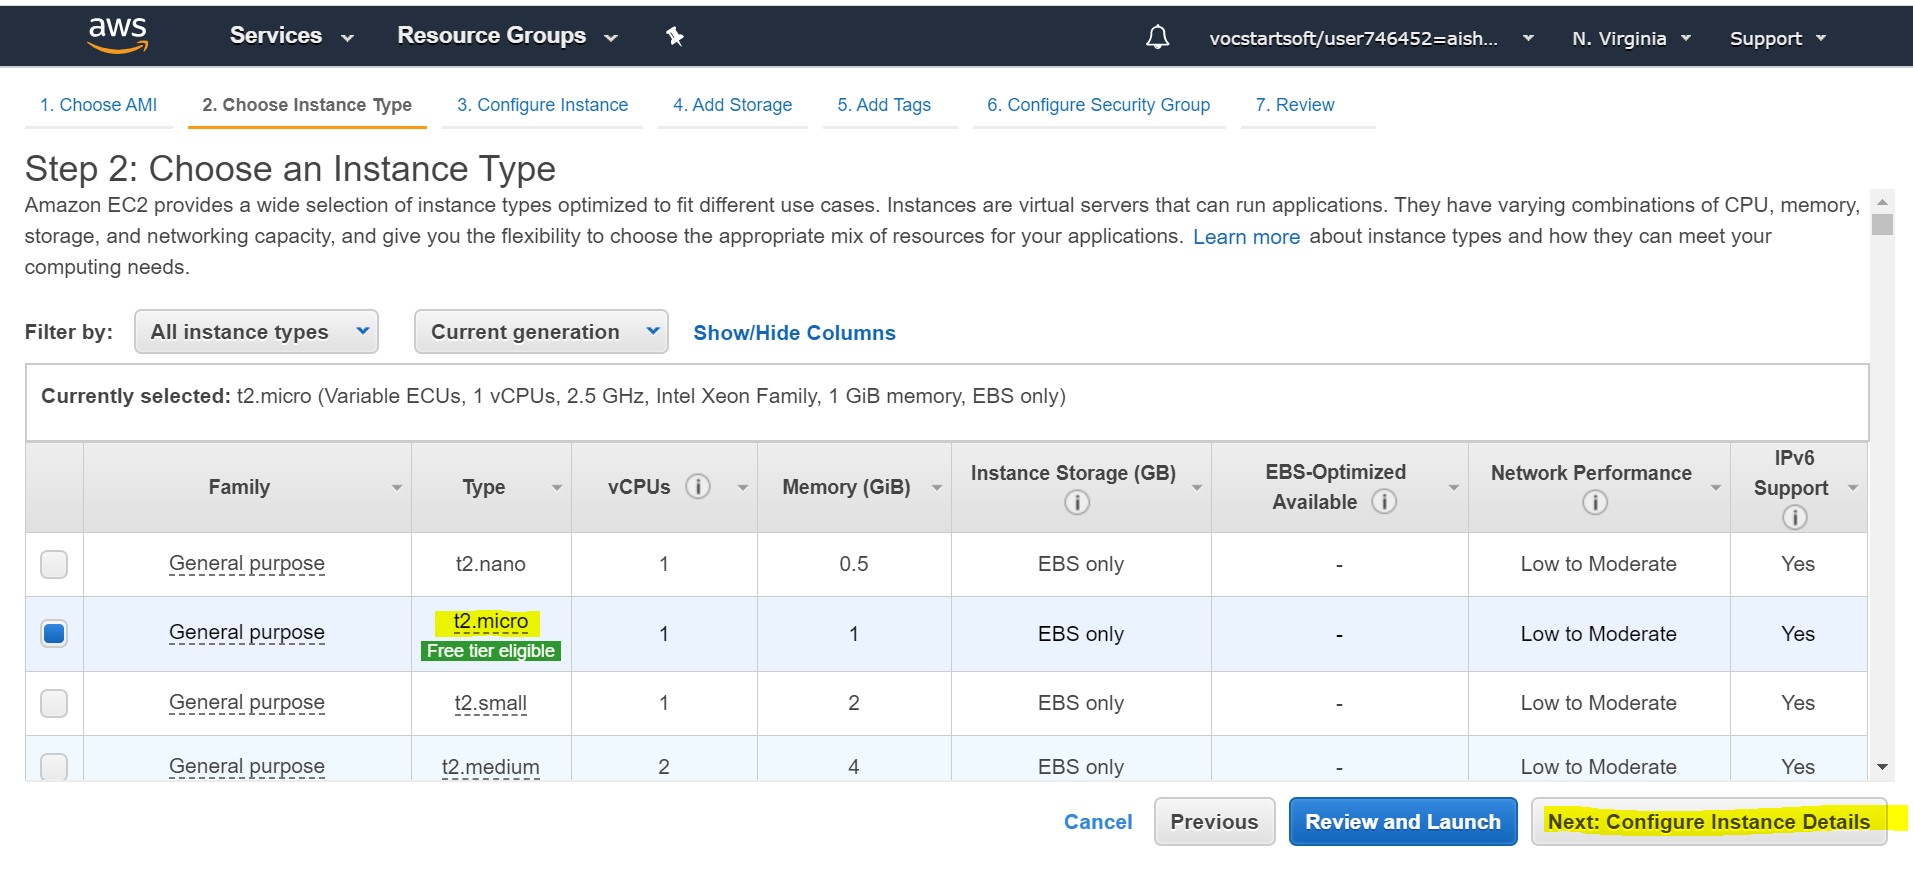 aws Services Resource Groups vocstartsoft/user746452=aish... N. Virginia Support
1. Choose AMI 2. Choose Instance Type 3. Configure Instance 4. Add Storage 5. Add Tags 6. Configure Security Group 7. Review
Step 2: Choose an Instance Type
Amazon EC2 provides a wide selection of instance types optimized to fit different use cases. Instances are virtual servers that can run applications. They have varying combinations of CPU, memory,
storage, and networking capacity, and give you the flexibility to choose the appropriate mix of resources for your applications. Learn more about instance types and how they can meet your
computing needs.
Filter by: All instance types Current generation Show/Hide Columns
Currently selected: t2.micro (Variable ECUs, 1 vCPUs, 2.5 GHz, Intel Xeon Family, 1 GiB memory, EBS only)
Family Type vCPUs i Memory (GiB) Instance Storage (GB) i EBS-Optimized Available i Network Performance i IPv6 Support i
General purpose t2.nano 1 0.5 EBS only - Low to Moderate Yes
General purpose t2.micro Free tier eligible 1 1 EBS only - Low to Moderate Yes
General purpose t2.small 1 2 EBS only - Low to Moderate Yes
General purpose t2.medium 2 4 EBS only - Low to Moderate Yes
Cancel Previous Review and Launch Next: Configure Instance Details